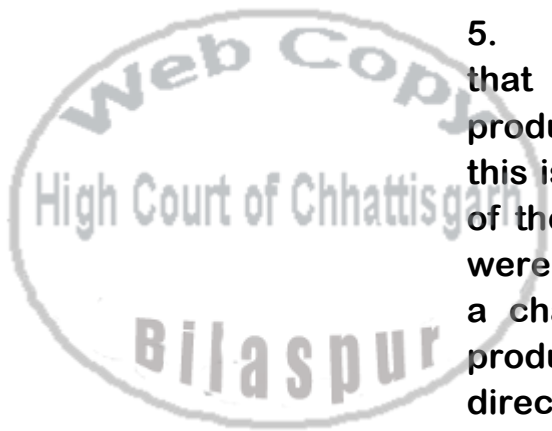 Web Copy
High Court of Chhattisgarh
Bilaspur
5.
that
produ
this is
of the
were
a cha
produ
direc